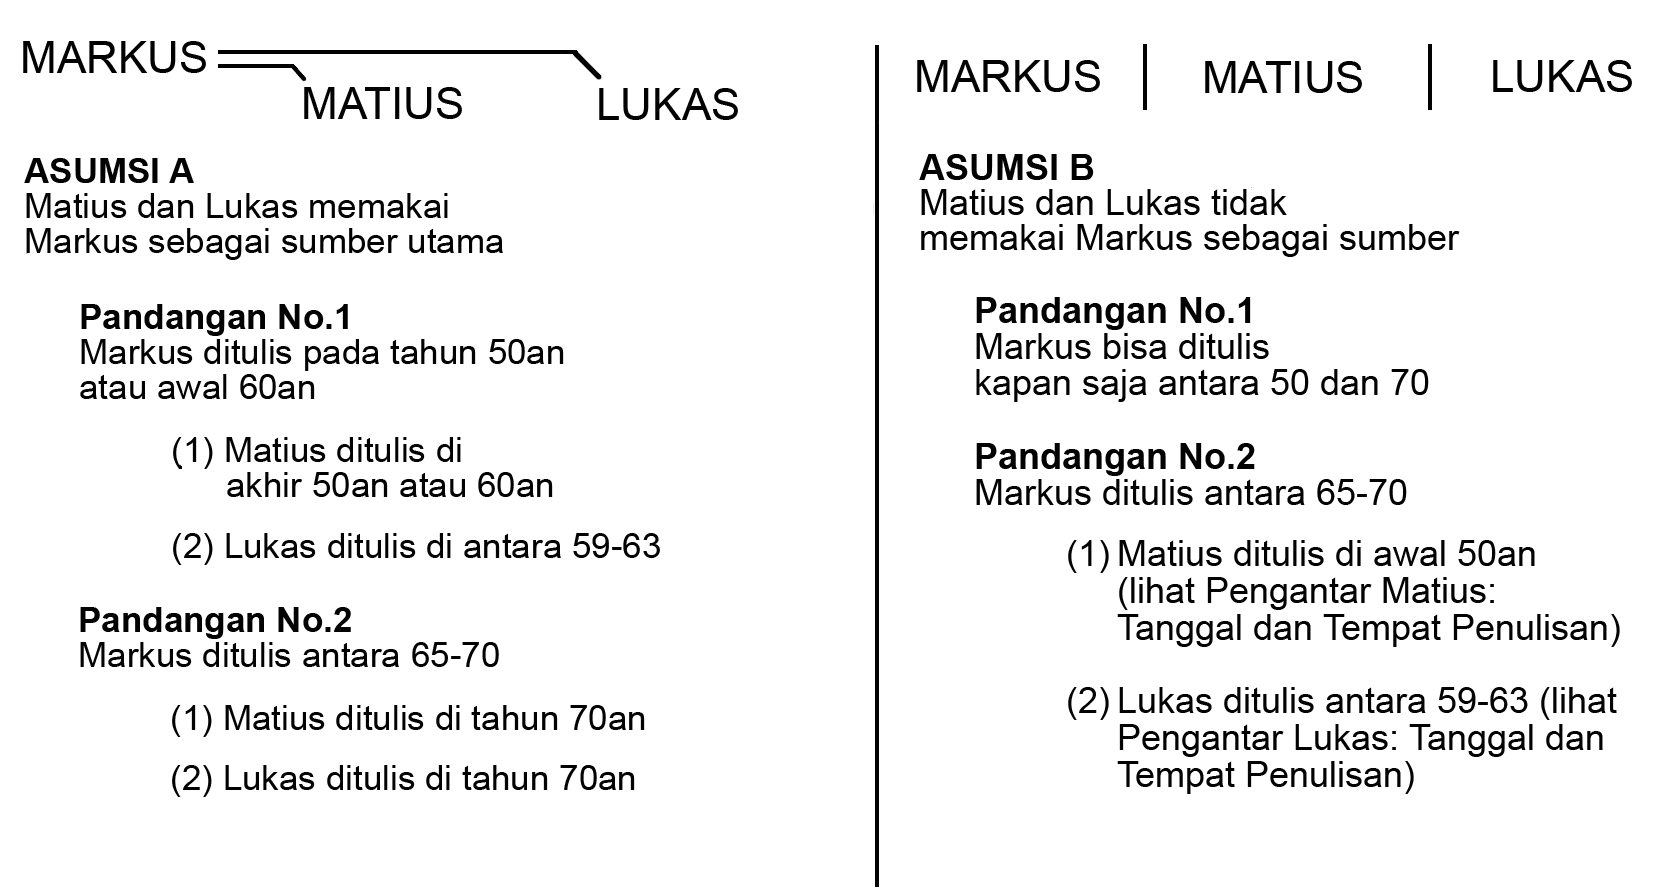 MARKUS
MATIUS
LUKAS
ASUMSI A
Matius dan Lukas memakai
Markus sebagai sumber utama
Pandangan No.1
Markus ditulis pada tahun 50an
atau awal 60an
(1) Matius ditulis di
akhir 50an atau 60an
(2) Lukas ditulis di antara 59-63
Pandangan No.2
Markus ditulis antara 65-70
(1) Matius ditulis di tahun 70an
(2) Lukas ditulis di tahun 70an
MARKUS
MATIUS
LUKAS
ASUMSI B
Matius dan Lukas tidak
memakai Markus sebagai sumber
Pandangan No.1
Markus bisa ditulis
kapan saja antara 50 dan 70
Pandangan No.2
Markus ditulis antara 65-70
(1) Matius ditulis di awal 50an
(lihat Pengantar Matius:
Tanggal dan Tempat Penulisan)
(2) Lukas ditulis antara 59-63 (lihat
Pengantar Lukas: Tanggal dan
Tempat Penulisan)